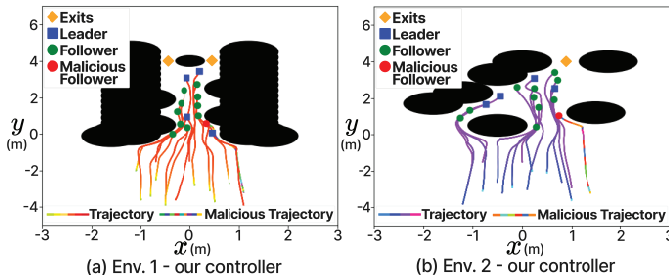 6
4
2
y
(m)
0
-2
-4
Exits
Leader
Follower
Malicious
Follower
Trajectory
Malicious Trajectory
-3 -2 -1 0 1 2 3
x(m)
(a) Env. 1 - our controller
6
4
2
y
(m)
0
-2
-4
Exits
Leader
Follower
Malicious
Follower
Trajectory
Malicious Trajectory
-3 -2 -1 0 1 2 3
x(m)
(b) Env. 2 - our controller